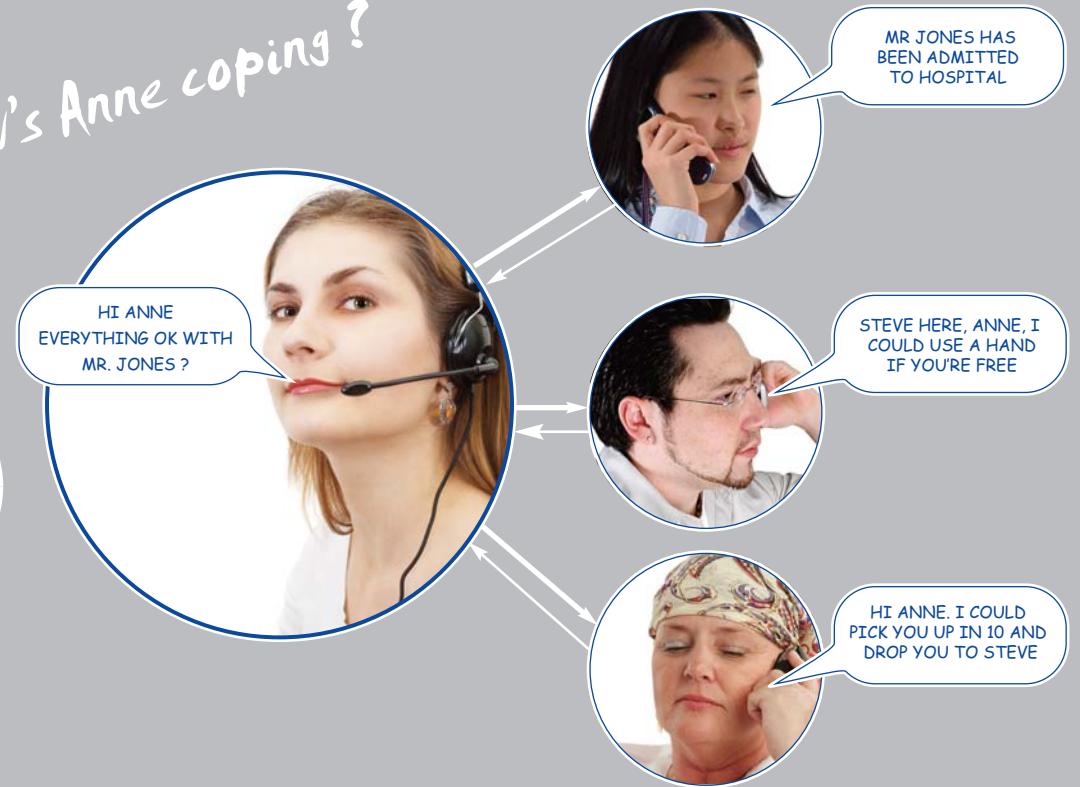 's Anne coping ?
MR JONES HAS
BEEN ADMITTED
TO HOSPITAL
HI ANNE
EVERYTHING OK WITH
MR. JONES ?
STEVE HERE, ANNE, I
COULD USE A HAND
IF YOU'RE FREE
HI ANNE. I COULD
PICK YOU UP IN 10 AND
DROP YOU TO STEVE